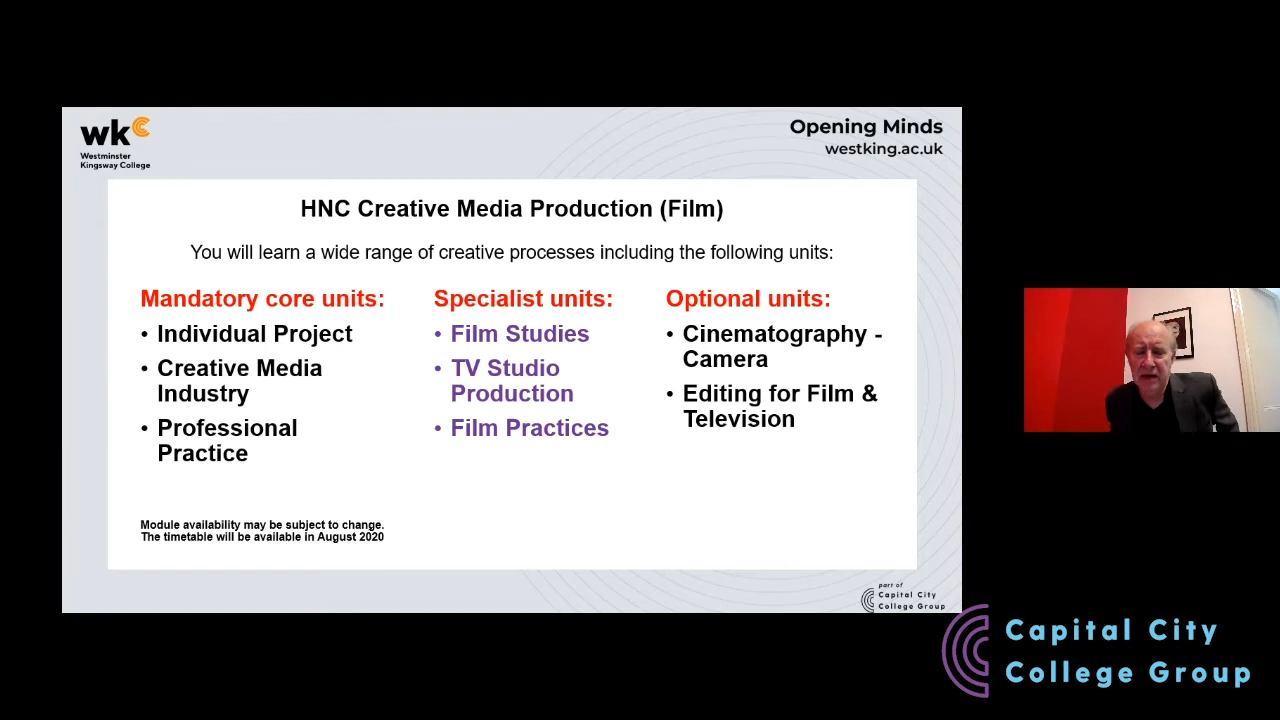 wk
Westminster
Kingsway College
Opening Minds
westking.ac.uk
HNC Creative Media Production (Film)
You will learn a wide range of creative processes including the following units:
Mandatory core units:
• Individual Project
• Creative Media
Industry
• Professional
Practice
Specialist units:
• Film Studies
• TV Studio
Production
• Film Practices
Optional units:
• Cinematography -
Camera
• Editing for Film &
Television
Module availability may be subject to change.
The timetable will be available in August 2020
part of
Capital City
College Group
Capital City
College Group